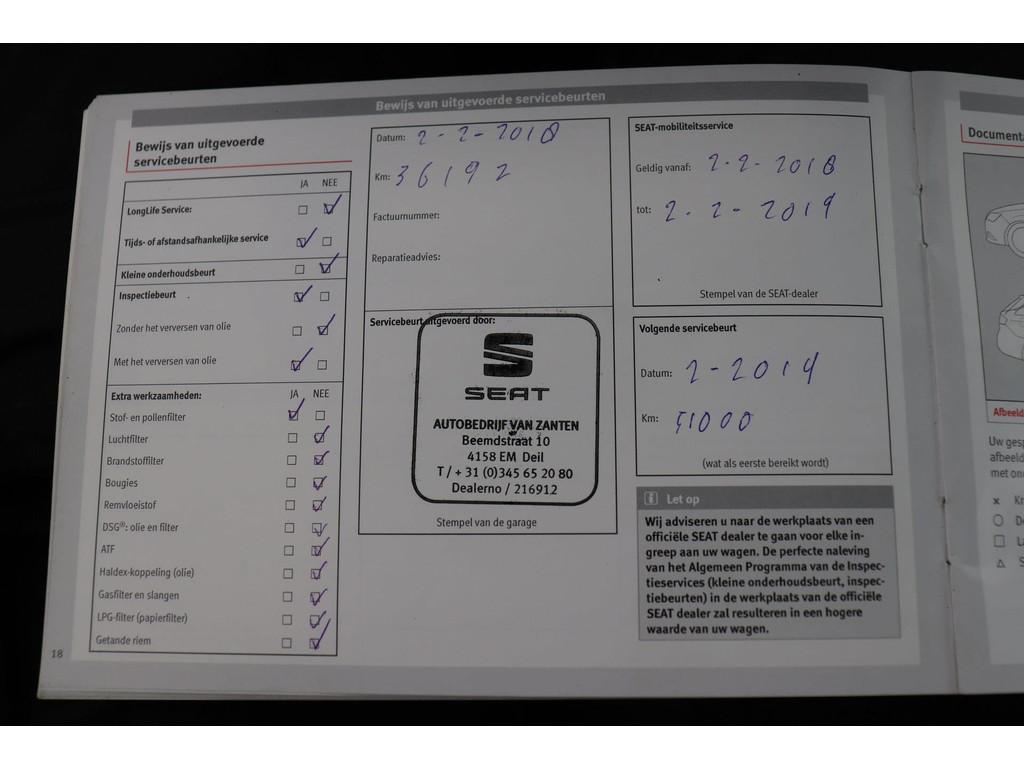 Bewijs van uitgevoerde servicebeurten
Bewijs van uitgevoerde
servicebeurten
JA NEE
LongLife Service:
Tijds- of afstandsafhankelijke service
Kleine onderhoudsbeurt
Inspectiebeurt
Zonder het verversen van olie
Met het verversen van olie
Extra werkzaamheden: JA NEE
Stof- en pollenfilter
Luchtfilter
Brandstoffilter
Bougies
Remvloeistof
DSG®: olie en filter
ATF
Haldex-koppeling (olie)
Gasfilter en slangen
LPG-filter (papierfilter)
Getande riem
18
Datum: 2-2-2018
Km: 36192
Factuurnummer:
Reparatieadvies:
Servicebeurt uitgevoerd door:
SEAT
AUTOBEDRIJF VAN ZANTEN
Beemdstraat 10
4158 EM Deil
T / + 31 (0)345 65 20 80
Dealerno / 216912
Stempel van de garage
SEAT-mobiliteitsservice
Geldig vanaf: 2-2-2018
tot: 2-2-2019
Stempel van de SEAT-dealer
Volgende servicebeurt
Datum: 2-2019
Km: 51000
(wat als eerste bereikt wordt)
Let op
Wij adviseren u naar de werkplaats van een
officiële SEAT dealer te gaan voor elke in-
greep aan uw wagen. De perfecte naleving
van het Algemeen Programma van de Inspec-
tieservices (kleine onderhoudsbeurt, inspec-
tiebeurten) in de werkplaats van de officiële
SEAT dealer zal resulteren in een hogere
waarde van uw wagen.
Documenta
Afbeeld
Uw gesp
afbeeld
met on
x K